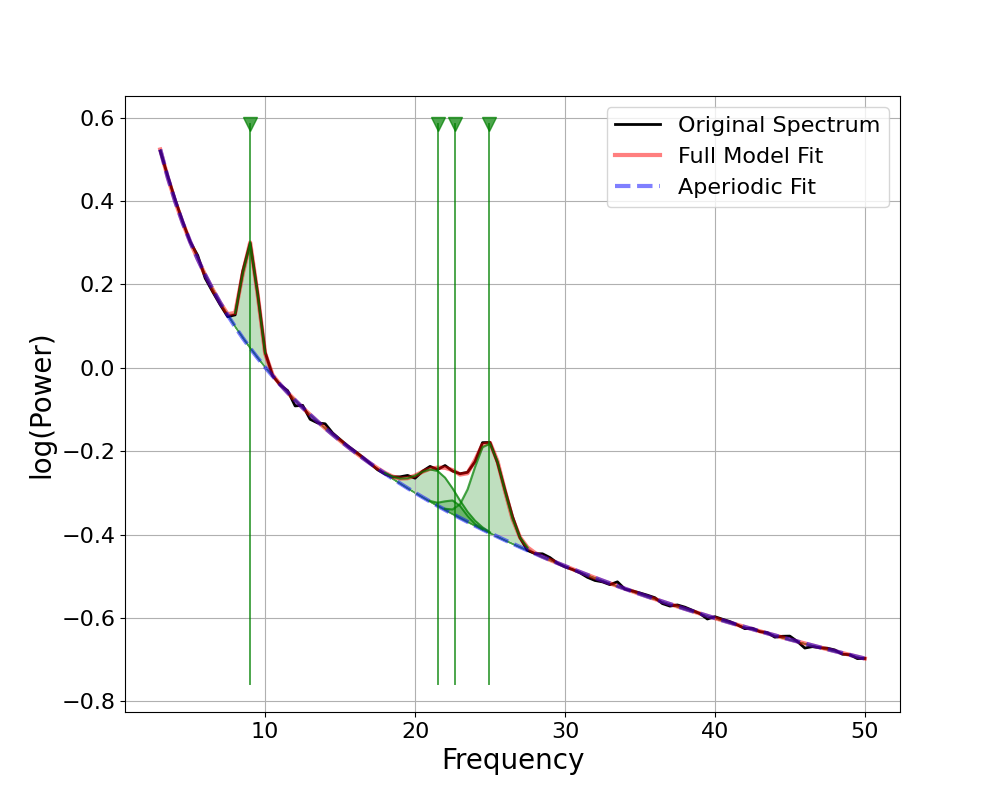 Original Spectrum
Full Model Fit
Aperiodic Fit
0.6
0.4
0.2
0.0
−0.2
−0.4
−0.6
−0.8
log(Power)
10 20 30 40 50
Frequency